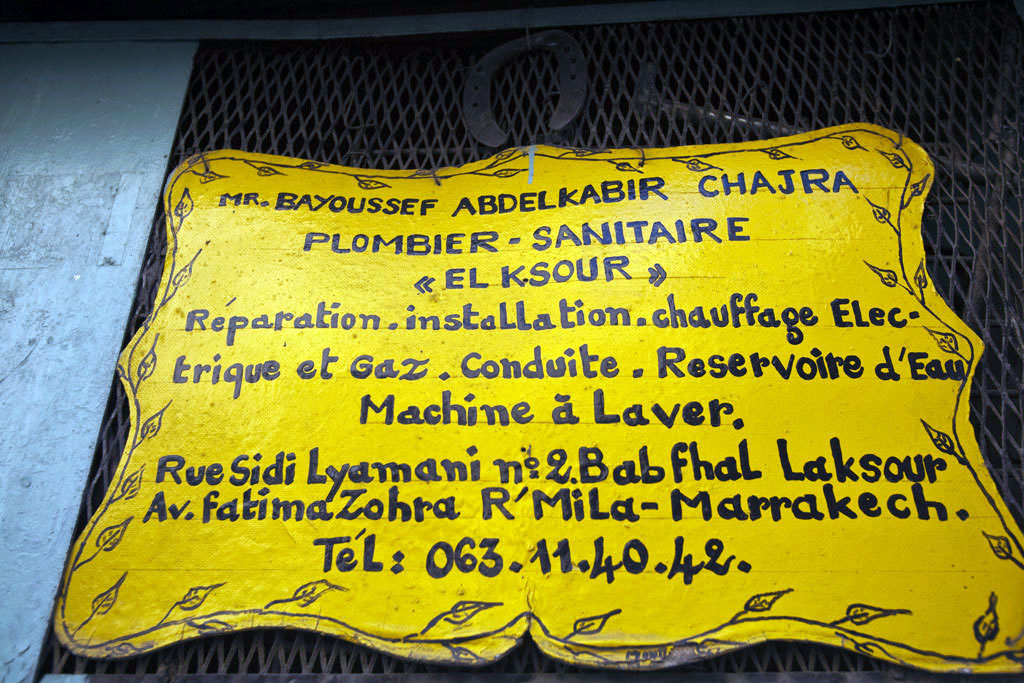 MR. BAYOUSSEF ABDELKABIR CHAJRA
PLOMBIER - SANITAIRE
« EL KSOUR »
Réparation. installation. chauffage Elec-
trique et Gaz. Conduite. Reservoire d'Eau
Machine à Laver.
Rue Sidi Lyamani n° 2. Bab fhal Laksour
Av. fatima Zohra R'Mila - Marrakech.
Tél: 063.11.40.42.